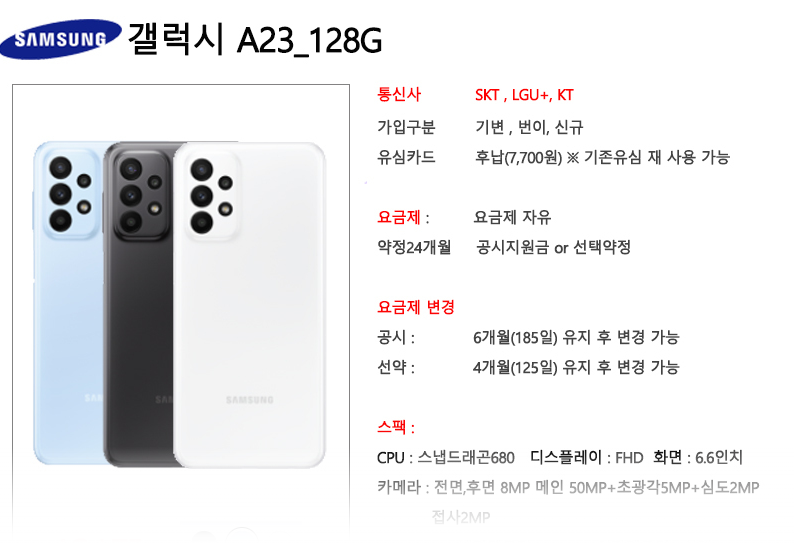 SAMSUNG 갤럭시 A23_128G
통신사 SKT , LGU+, KT
가입구분 기변 , 번이, 신규
유심카드 후납(7,700원) ※ 기존유심 재 사용 가능
요금제 : 요금제 자유
약정24개월 공시지원금 or 선택약정
요금제 변경
공시 : 6개월(185일) 유지 후 변경 가능
선약 : 4개월(125일) 유지 후 변경 가능
스팩 :
CPU : 스냅드래곤680 디스플레이 : FHD 화면 : 6.6인치
카메라 : 전면,후면 8MP 메인 50MP+초광각5MP+심도2MP
접사2MP
SAMSUNG